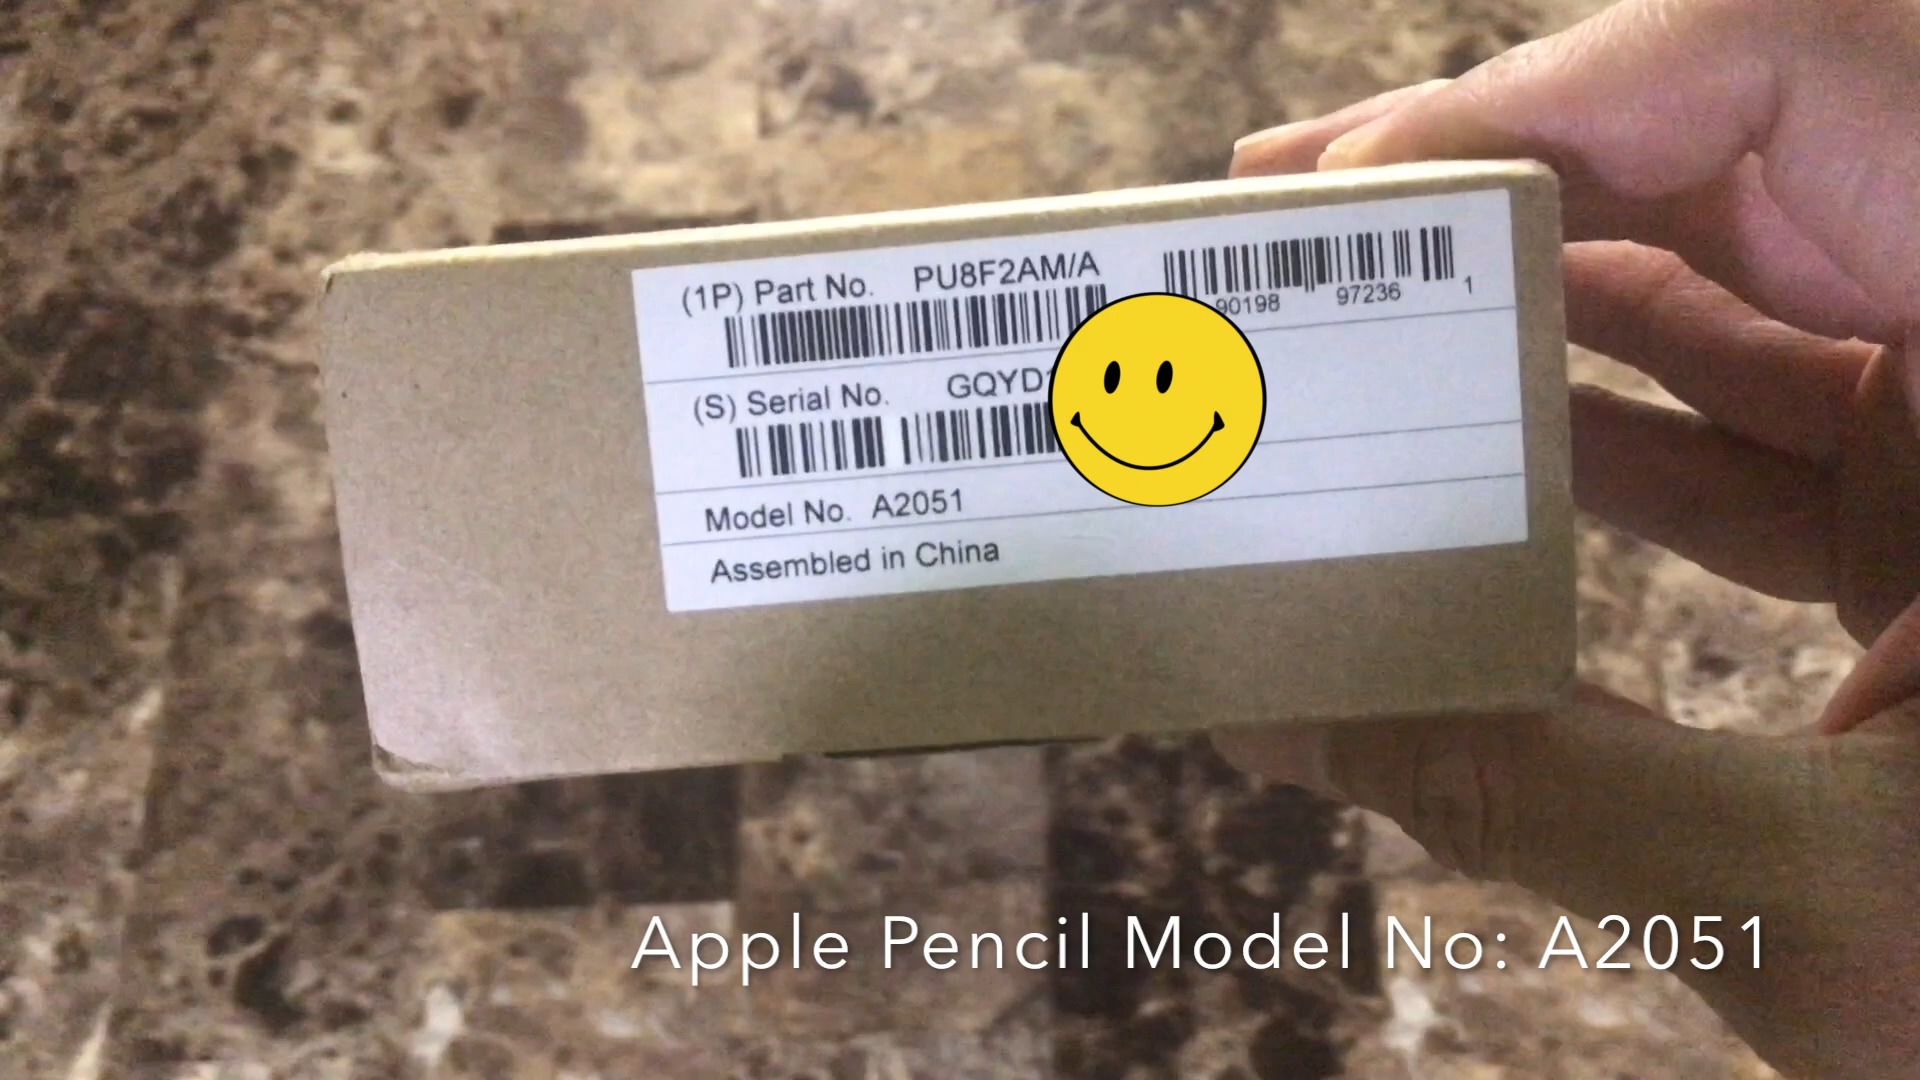 (1P) Part No. PU8F2AM/A
90198 97236 1
(S) Serial No. GQYD
Model No. A2051
Assembled in China
Apple Pencil Model No: A2051